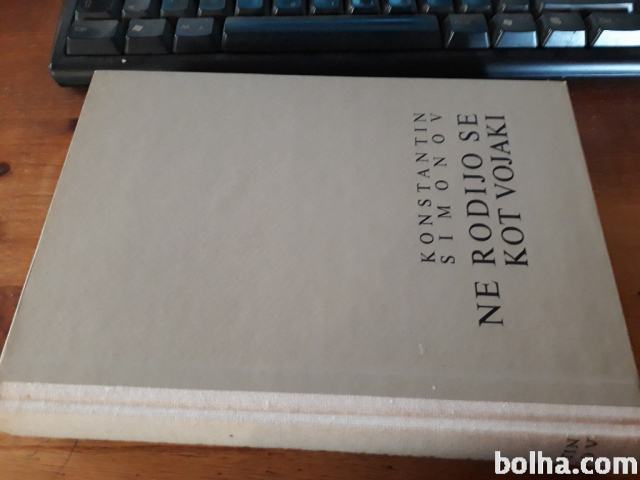 KONSTANTIN
SIMONOV
NE RODIJO SE
KOT VOJAKI
bolha.com